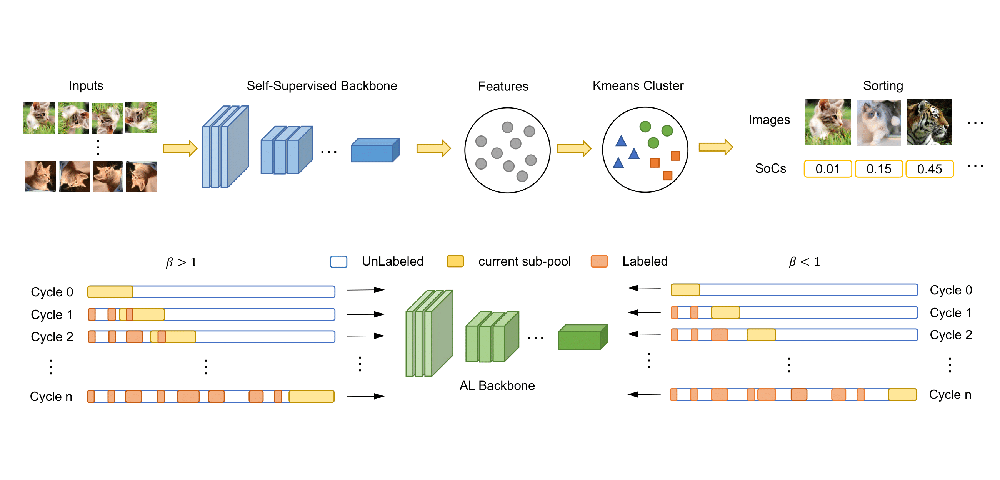 Inputs
Self-Supervised Backbone
Features
Kmeans Cluster
Sorting
Images
SoCs
0.01
0.15
0.45
β > 1
UnLabeled
current sub-pool
Labeled
β < 1
Cycle 0
Cycle 1
Cycle 2
Cycle n
AL Backbone
Cycle 0
Cycle 1
Cycle 2
Cycle n